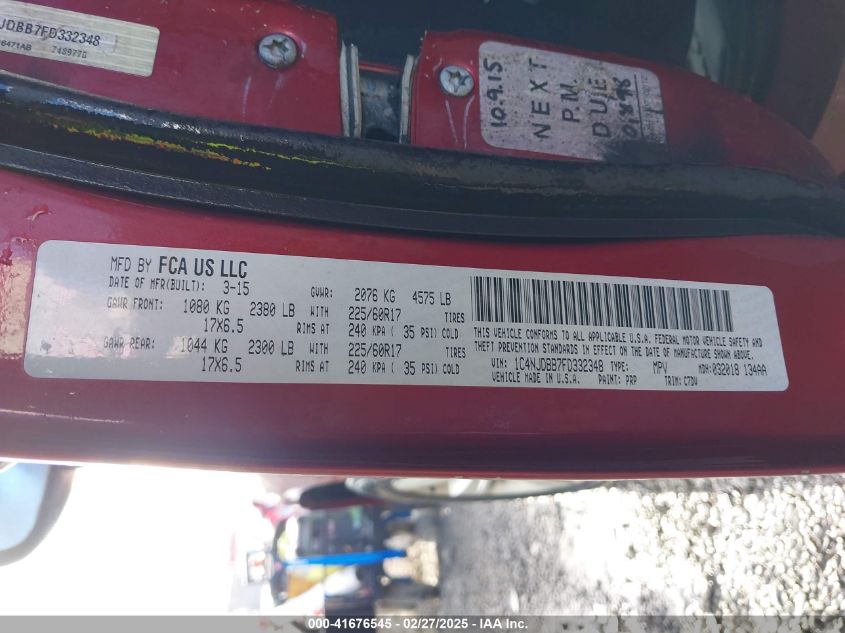 JDBB7FD332348
6471AB 748977G
10.9.15
NEXT
P.M.
DUE
MFD BY FCA US LLC
DATE OF MFR(BUILT): 3-15 GVWR: 2076 KG 4575 LB
GAWR FRONT: 1080 KG 2380 LB WITH 225/60R17 TIRES
17X6.5 RIMS AT 240 KPA ( 35 PSI) COLD
GAWR REAR: 1044 KG 2300 LB WITH 225/60R17 TIRES
17X6.5 RIMS AT 240 KPA ( 35 PSI) COLD
THIS VEHICLE CONFORMS TO ALL APPLICABLE U.S.A. FEDERAL MOTOR VEHICLE SAFETY AND
THEFT PREVENTION STANDARDS IN EFFECT ON THE DATE OF MANUFACTURE SHOWN ABOVE.
VIN: 1C4NJDBB7FD332348 TYPE: MPV MDH: 032018 134AA
VEHICLE MADE IN U.S.A. PAINT: PRP TRIM: C7DV
000-41676545 - 02/27/2025 - IAA Inc.